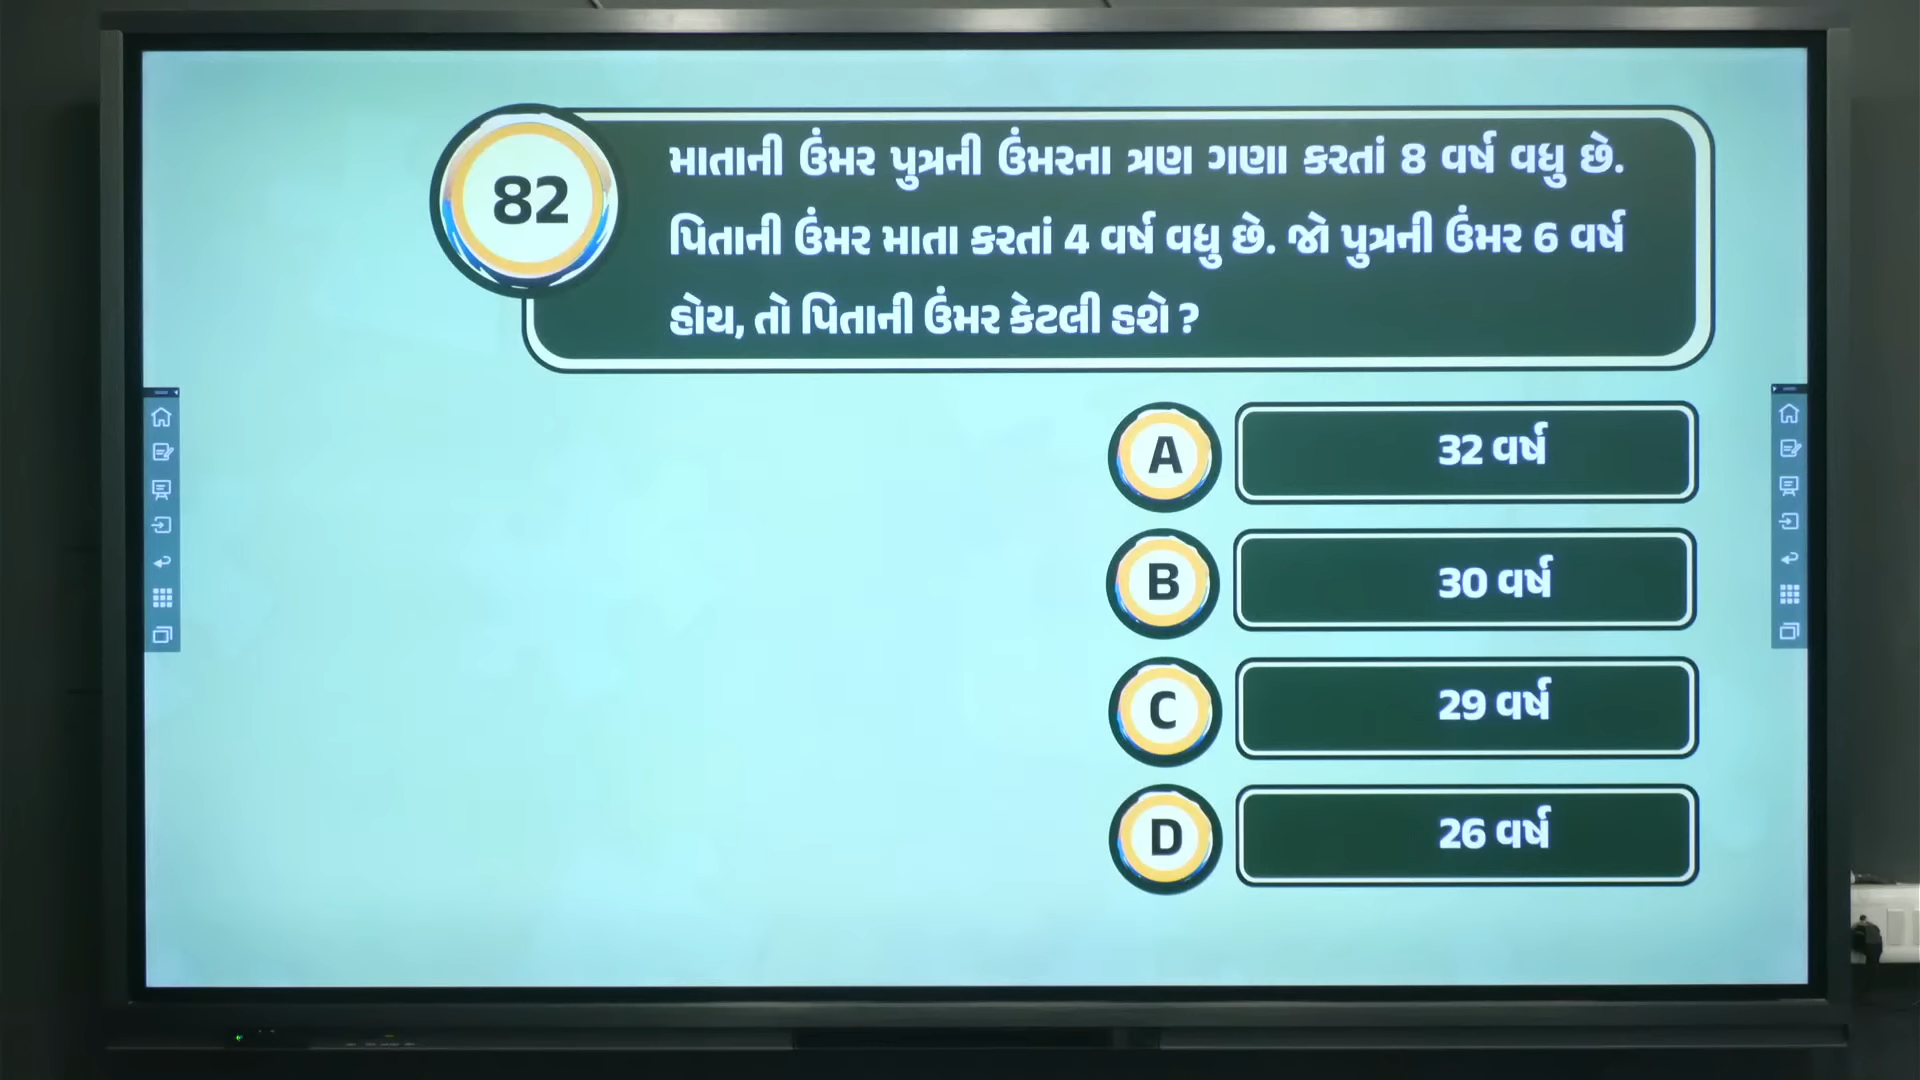 82
માતાની ઉંમર પુત્રની ઉંમરના ત્રણ ગણા કરતાં 8 વર્ષ વધુ છે.
પિતાની ઉંમર માતા કરતાં 4 વર્ષ વધુ છે. જો પુત્રની ઉંમર 6 વર્ષ
હોય, તો પિતાની ઉંમર કેટલી હશે ?
A 32 વર્ષ
B 30 વર્ષ
C 29 વર્ષ
D 26 વર્ષ